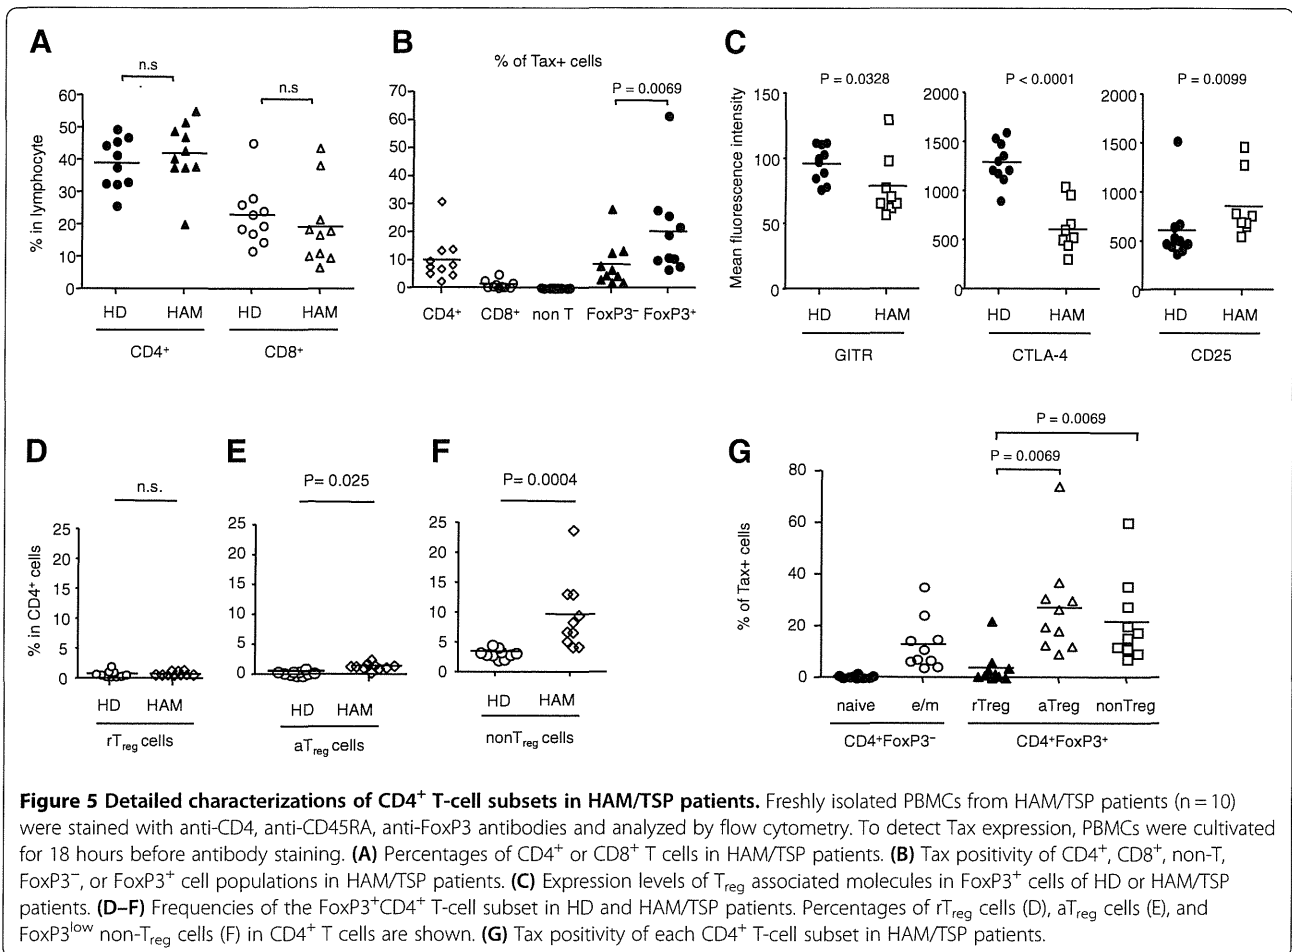 A
n.s
n.s
% in lymphocyte
60
50
40
30
20
10
0
HD HAM HD HAM
CD4⁺ CD8⁺
B
% of Tax+ cells
P = 0.0069
70
60
50
40
30
20
10
0
CD4⁺ CD8⁺ non T FoxP3⁻ FoxP3⁺
C
Mean fluorescence intensity
P = 0.0328
150
100
50
0
HD HAM
GITR
P < 0.0001
2000
1500
1000
500
0
HD HAM
CTLA-4
P = 0.0099
2000
1500
1000
500
0
HD HAM
CD25
D
n.s.
% in CD4⁺ cells
25
20
15
10
5
0
HD HAM
rTreg cells
E
P= 0.025
25
20
15
10
5
0
HD HAM
aTreg cells
F
P= 0.0004
25
20
15
10
5
0
HD HAM
nonTreg cells
G
P = 0.0069
P = 0.0069
% of Tax+ cells
80
60
40
20
0
naive e/m rTreg aTreg nonTreg
CD4⁺FoxP3⁻ CD4⁺FoxP3⁺
Figure 5 Detailed characterizations of CD4⁺ T-cell subsets in HAM/TSP patients. Freshly isolated PBMCs from HAM/TSP patients (n = 10)
were stained with anti-CD4, anti-CD45RA, anti-FoxP3 antibodies and analyzed by flow cytometry. To detect Tax expression, PBMCs were cultivated
for 18 hours before antibody staining. (A) Percentages of CD4⁺ or CD8⁺ T cells in HAM/TSP patients. (B) Tax positivity of CD4⁺, CD8⁺, non-T,
FoxP3⁻, or FoxP3⁺ cell populations in HAM/TSP patients. (C) Expression levels of Treg associated molecules in FoxP3⁺ cells of HD or HAM/TSP
patients. (D–F) Frequencies of the FoxP3⁺CD4⁺ T-cell subset in HD and HAM/TSP patients. Percentages of rTreg cells (D), aTreg cells (E), and
FoxP3low non-Treg cells (F) in CD4⁺ T cells are shown. (G) Tax positivity of each CD4⁺ T-cell subset in HAM/TSP patients.